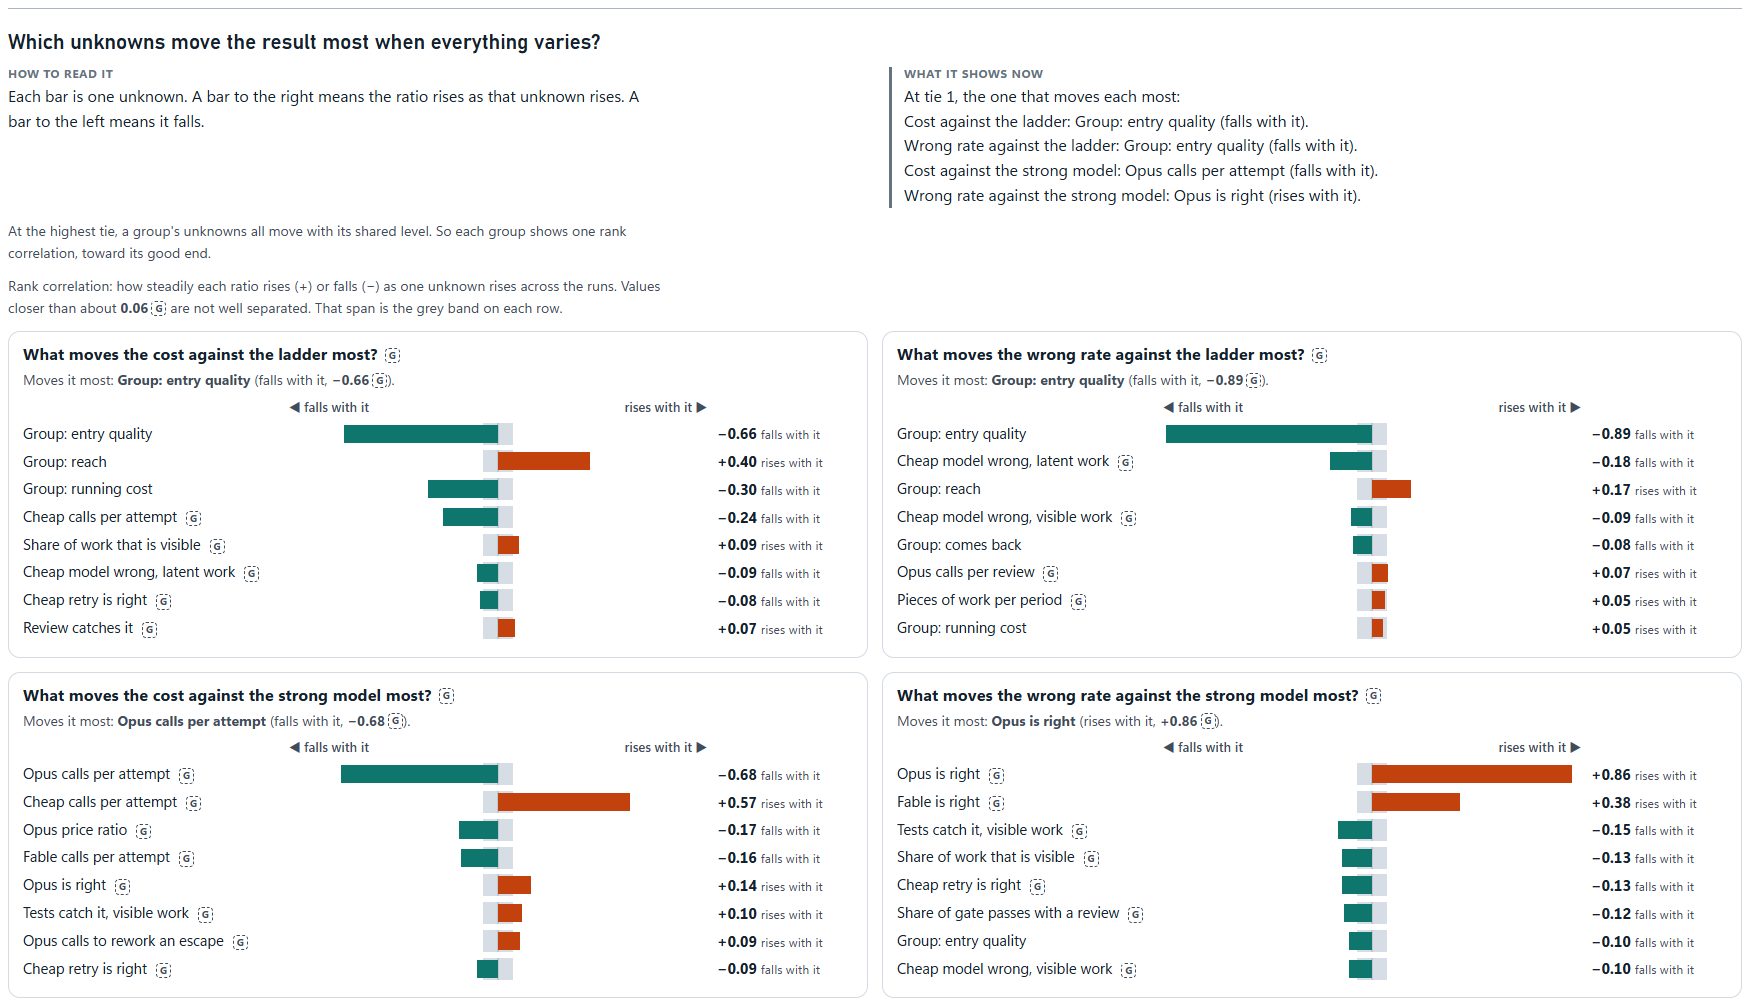 Which unknowns move the result most when everything varies?
HOW TO READ IT
Each bar is one unknown. A bar to the right means the ratio rises as that unknown rises. A
bar to the left means it falls.
WHAT IT SHOWS NOW
At tie 1, the one that moves each most:
Cost against the ladder: Group: entry quality (falls with it).
Wrong rate against the ladder: Group: entry quality (falls with it).
Cost against the strong model: Opus calls per attempt (falls with it).
Wrong rate against the strong model: Opus is right (rises with it).
At the highest tie, a group's unknowns all move with its shared level. So each group shows one rank
correlation, toward its good end.
Rank correlation: how steadily each ratio rises (+) or falls (−) as one unknown rises across the runs. Values
closer than about 0.06 G are not well separated. That span is the grey band on each row.
What moves the cost against the ladder most? G
Moves it most: Group: entry quality (falls with it, −0.66 G).
◀ falls with it rises with it ▶
Group: entry quality −0.66 falls with it
Group: reach +0.40 rises with it
Group: running cost −0.30 falls with it
Cheap calls per attempt G −0.24 falls with it
Share of work that is visible G +0.09 rises with it
Cheap model wrong, latent work G −0.09 falls with it
Cheap retry is right G −0.08 falls with it
Review catches it G +0.07 rises with it
What moves the wrong rate against the ladder most? G
Moves it most: Group: entry quality (falls with it, −0.89 G).
◀ falls with it rises with it ▶
Group: entry quality −0.89 falls with it
Cheap model wrong, latent work G −0.18 falls with it
Group: reach +0.17 rises with it
Cheap model wrong, visible work G −0.09 falls with it
Group: comes back −0.08 falls with it
Opus calls per review G +0.07 rises with it
Pieces of work per period G +0.05 rises with it
Group: running cost +0.05 rises with it
What moves the cost against the strong model most? G
Moves it most: Opus calls per attempt (falls with it, −0.68 G).
◀ falls with it rises with it ▶
Opus calls per attempt G −0.68 falls with it
Cheap calls per attempt G +0.57 rises with it
Opus price ratio G −0.17 falls with it
Fable calls per attempt G −0.16 falls with it
Opus is right G +0.14 rises with it
Tests catch it, visible work G +0.10 rises with it
Opus calls to rework an escape G +0.09 rises with it
Cheap retry is right G −0.09 falls with it
What moves the wrong rate against the strong model most? G
Moves it most: Opus is right (rises with it, +0.86 G).
◀ falls with it rises with it ▶
Opus is right G +0.86 rises with it
Fable is right G +0.38 rises with it
Tests catch it, visible work G −0.15 falls with it
Share of work that is visible G −0.13 falls with it
Cheap retry is right G −0.13 falls with it
Share of gate passes with a review G −0.12 falls with it
Group: entry quality −0.10 falls with it
Cheap model wrong, visible work G −0.10 falls with it